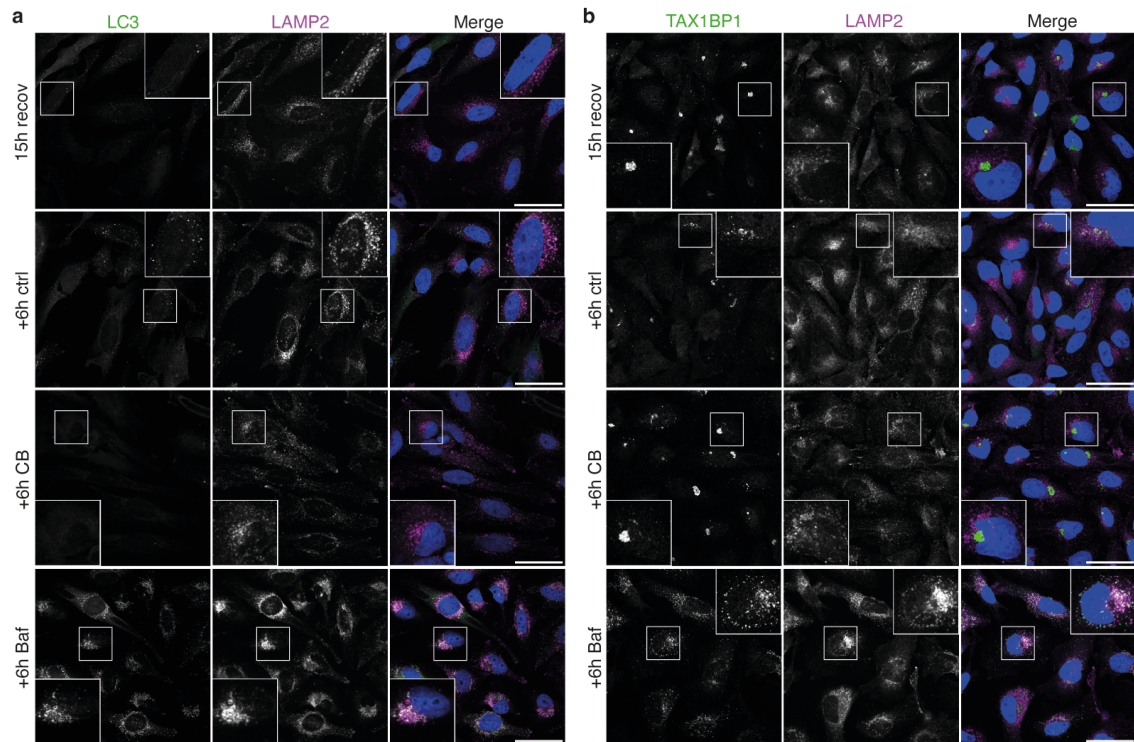 a
LC3 LAMP2 Merge
15h recov
+6h ctrl
+6h CB
+6h Baf
b
TAX1BP1 LAMP2 Merge
15h recov
+6h ctrl
+6h CB
+6h Baf